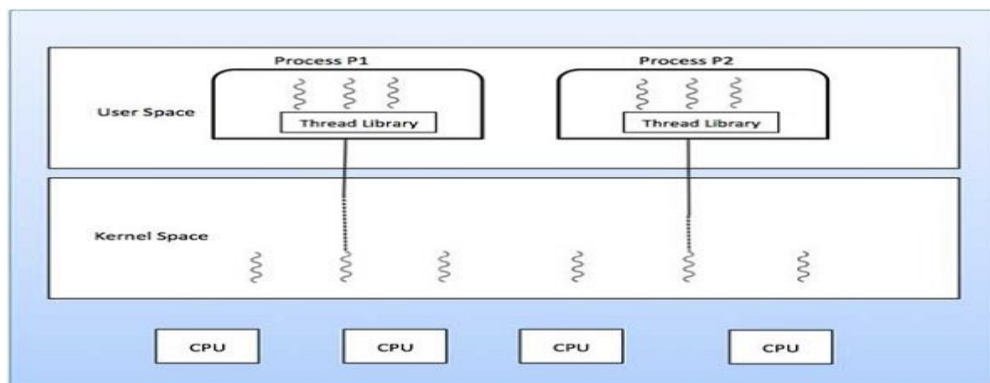 Process P1
Process P2
User Space
Thread Library
Thread Library
Kernel Space
CPU
CPU
CPU
CPU